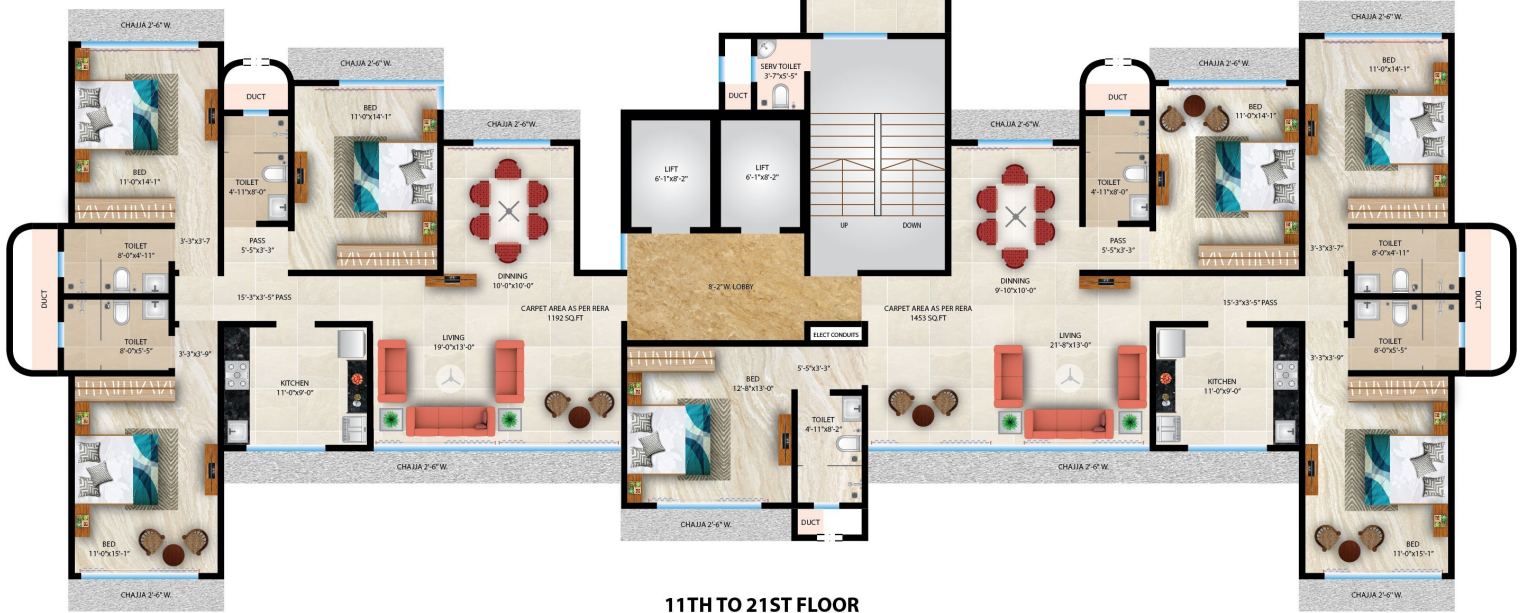 CHAJJA 2'-6" W.
CHAJJA 2'-6" W.
DUCT
BED
11'-0"x14'-1"
BED
11'-0"x14'-1"
TOILET
4'-11"x8'-0"
CHAJJA 2'-6"W.
TOILET
8'-0"x4'-11"
3'-3"x3'-7
PASS
5'-5"x3'-3"
DUCT
15'-3"x3'-5" PASS
TOILET
8'-0"x5'-5"
3'-3"x3'-9"
KITCHEN
11'-0"x9'-0"
DINNING
10'-0"x10'-0"
CARPET AREA AS PER RERA
1192 SQ.FT
LIVING
19'-0"x13'-0"
CHAJJA 2'-6" W.
BED
11'-0"x15'-1"
CHAJJA 2'-6" W.
SERV TOILET
3'-7"x5'-5"
DUCT
LIFT
6'-1"x8'-2"
LIFT
6'-1"x8'-2"
UP
DOWN
8'-2"W. LOBBY
ELECT CONDUITS
BED
12'-8"x13'-0"
5'-5"x3'-3"
TOILET
4'-11"x8'-2"
CHAJJA 2'-6" W.
DUCT
CHAJJA 2'-6" W.
CHAJJA 2'-6" W.
CHAJJA 2'-6"W.
DUCT
BED
11'-0"x14'-1"
BED
11'-0"x14'-1"
TOILET
4'-11"x8'-0"
PASS
5'-5"x3'-3"
3'-3"x3'-7"
TOILET
8'-0"x4'-11"
DUCT
DINNING
9'-10"x10'-0"
CARPET AREA AS PER RERA
1453 SQ.FT
15'-3"x3'-5" PASS
LIVING
21'-8"x13'-0"
TOILET
8'-0"x5'-5"
3'-3"x3'-9"
KITCHEN
11'-0"x9'-0"
CHAJJA 2'-6" W.
BED
11'-0"x15'-1"
CHAJJA 2'-6" W.
11TH TO 21ST FLOOR